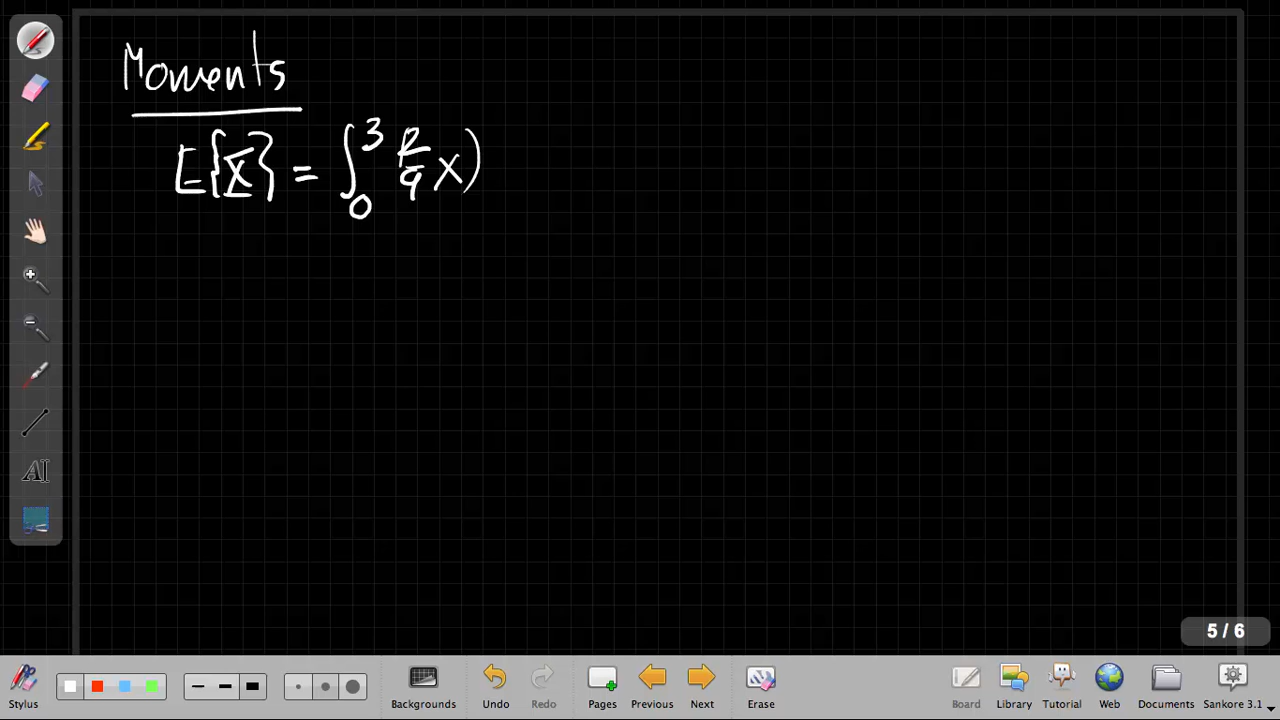 Moments
E{X} = ∫₀³ 2/9 x)
5 / 6
AI
Stylus
Backgrounds
Undo
Redo
Pages
Previous
Next
Erase
Board
Library
Tutorial
Web
Documents
Sankore 3.1